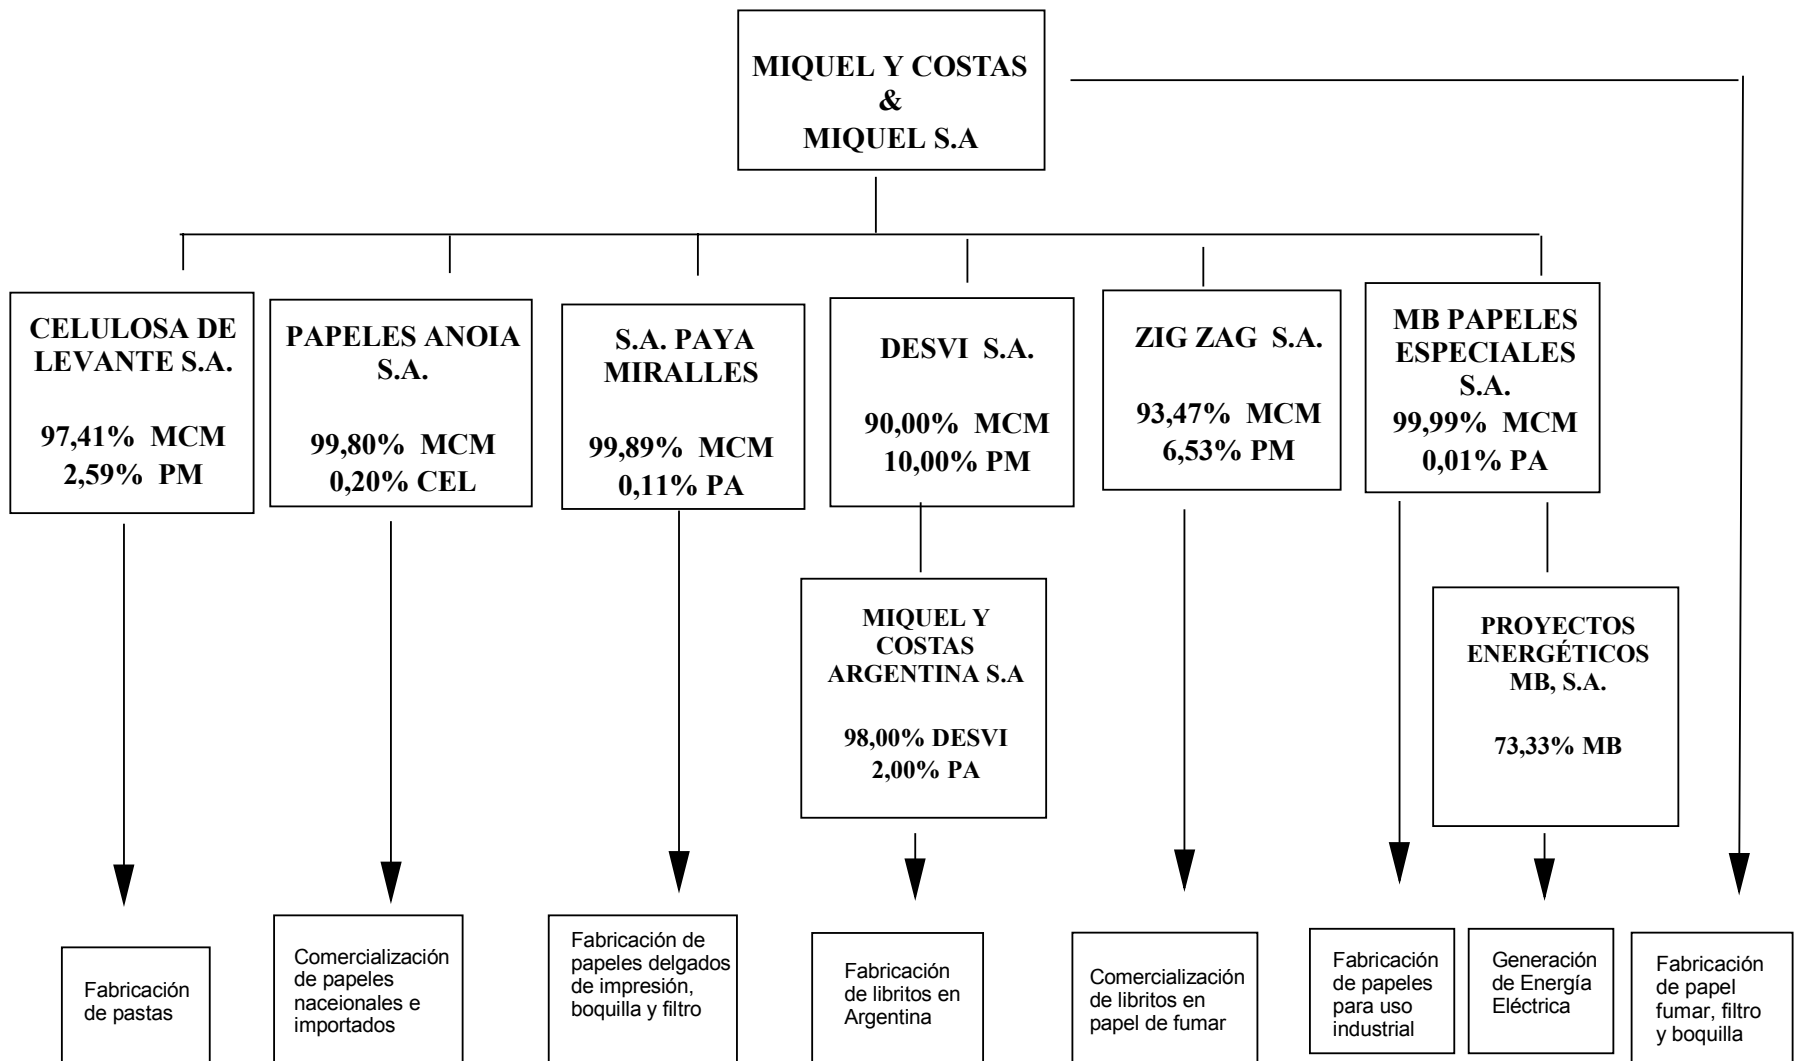 MIQUEL Y COSTAS
&
MIQUEL S.A
CELULOSA DE
LEVANTE S.A.
97,41% MCM
2,59% PM
PAPELES ANOIA
S.A.
99,80% MCM
0,20% CEL
S.A. PAYA
MIRALLES
99,89% MCM
0,11% PA
DESVI S.A.
90,00% MCM
10,00% PM
ZIG ZAG S.A.
93,47% MCM
6,53% PM
MB PAPELES
ESPECIALES
S.A.
99,99% MCM
0,01% PA
MIQUEL Y
COSTAS
ARGENTINA S.A
98,00% DESVI
2,00% PA
PROYECTOS
ENERGÉTICOS
MB, S.A.
73,33% MB
Fabricación
de pastas
Comercialización
de papeles
naceionales e
importados
Fabricación de
papeles delgados
de impresión,
boquilla y filtro
Fabricación
de libritos en
Argentina
Comercialización
de libritos en
papel de fumar
Fabricación
de papeles
para uso
industrial
Generación
de Energía
Eléctrica
Fabricación
de papel
fumar, filtro
y boquilla